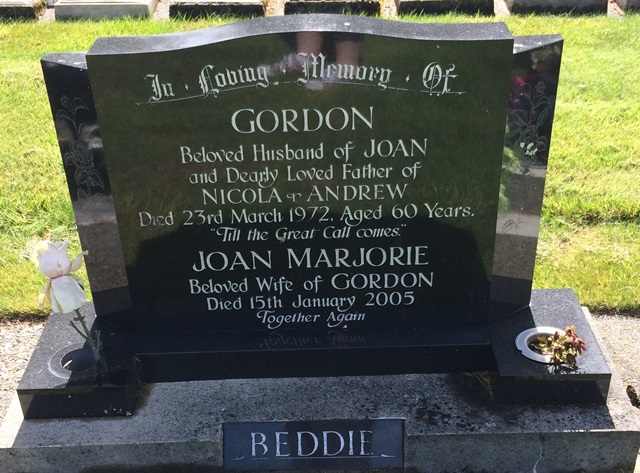 In · Loving · Memory · Of
GORDON
Beloved Husband of JOAN
and Dearly Loved Father of
NICOLA & ANDREW
Died 23rd March 1972, Aged 60 Years.
"Till the Great Call comes."
JOAN MARJORIE
Beloved Wife of GORDON
Died 15th January 2005
Together Again
BEDDIE